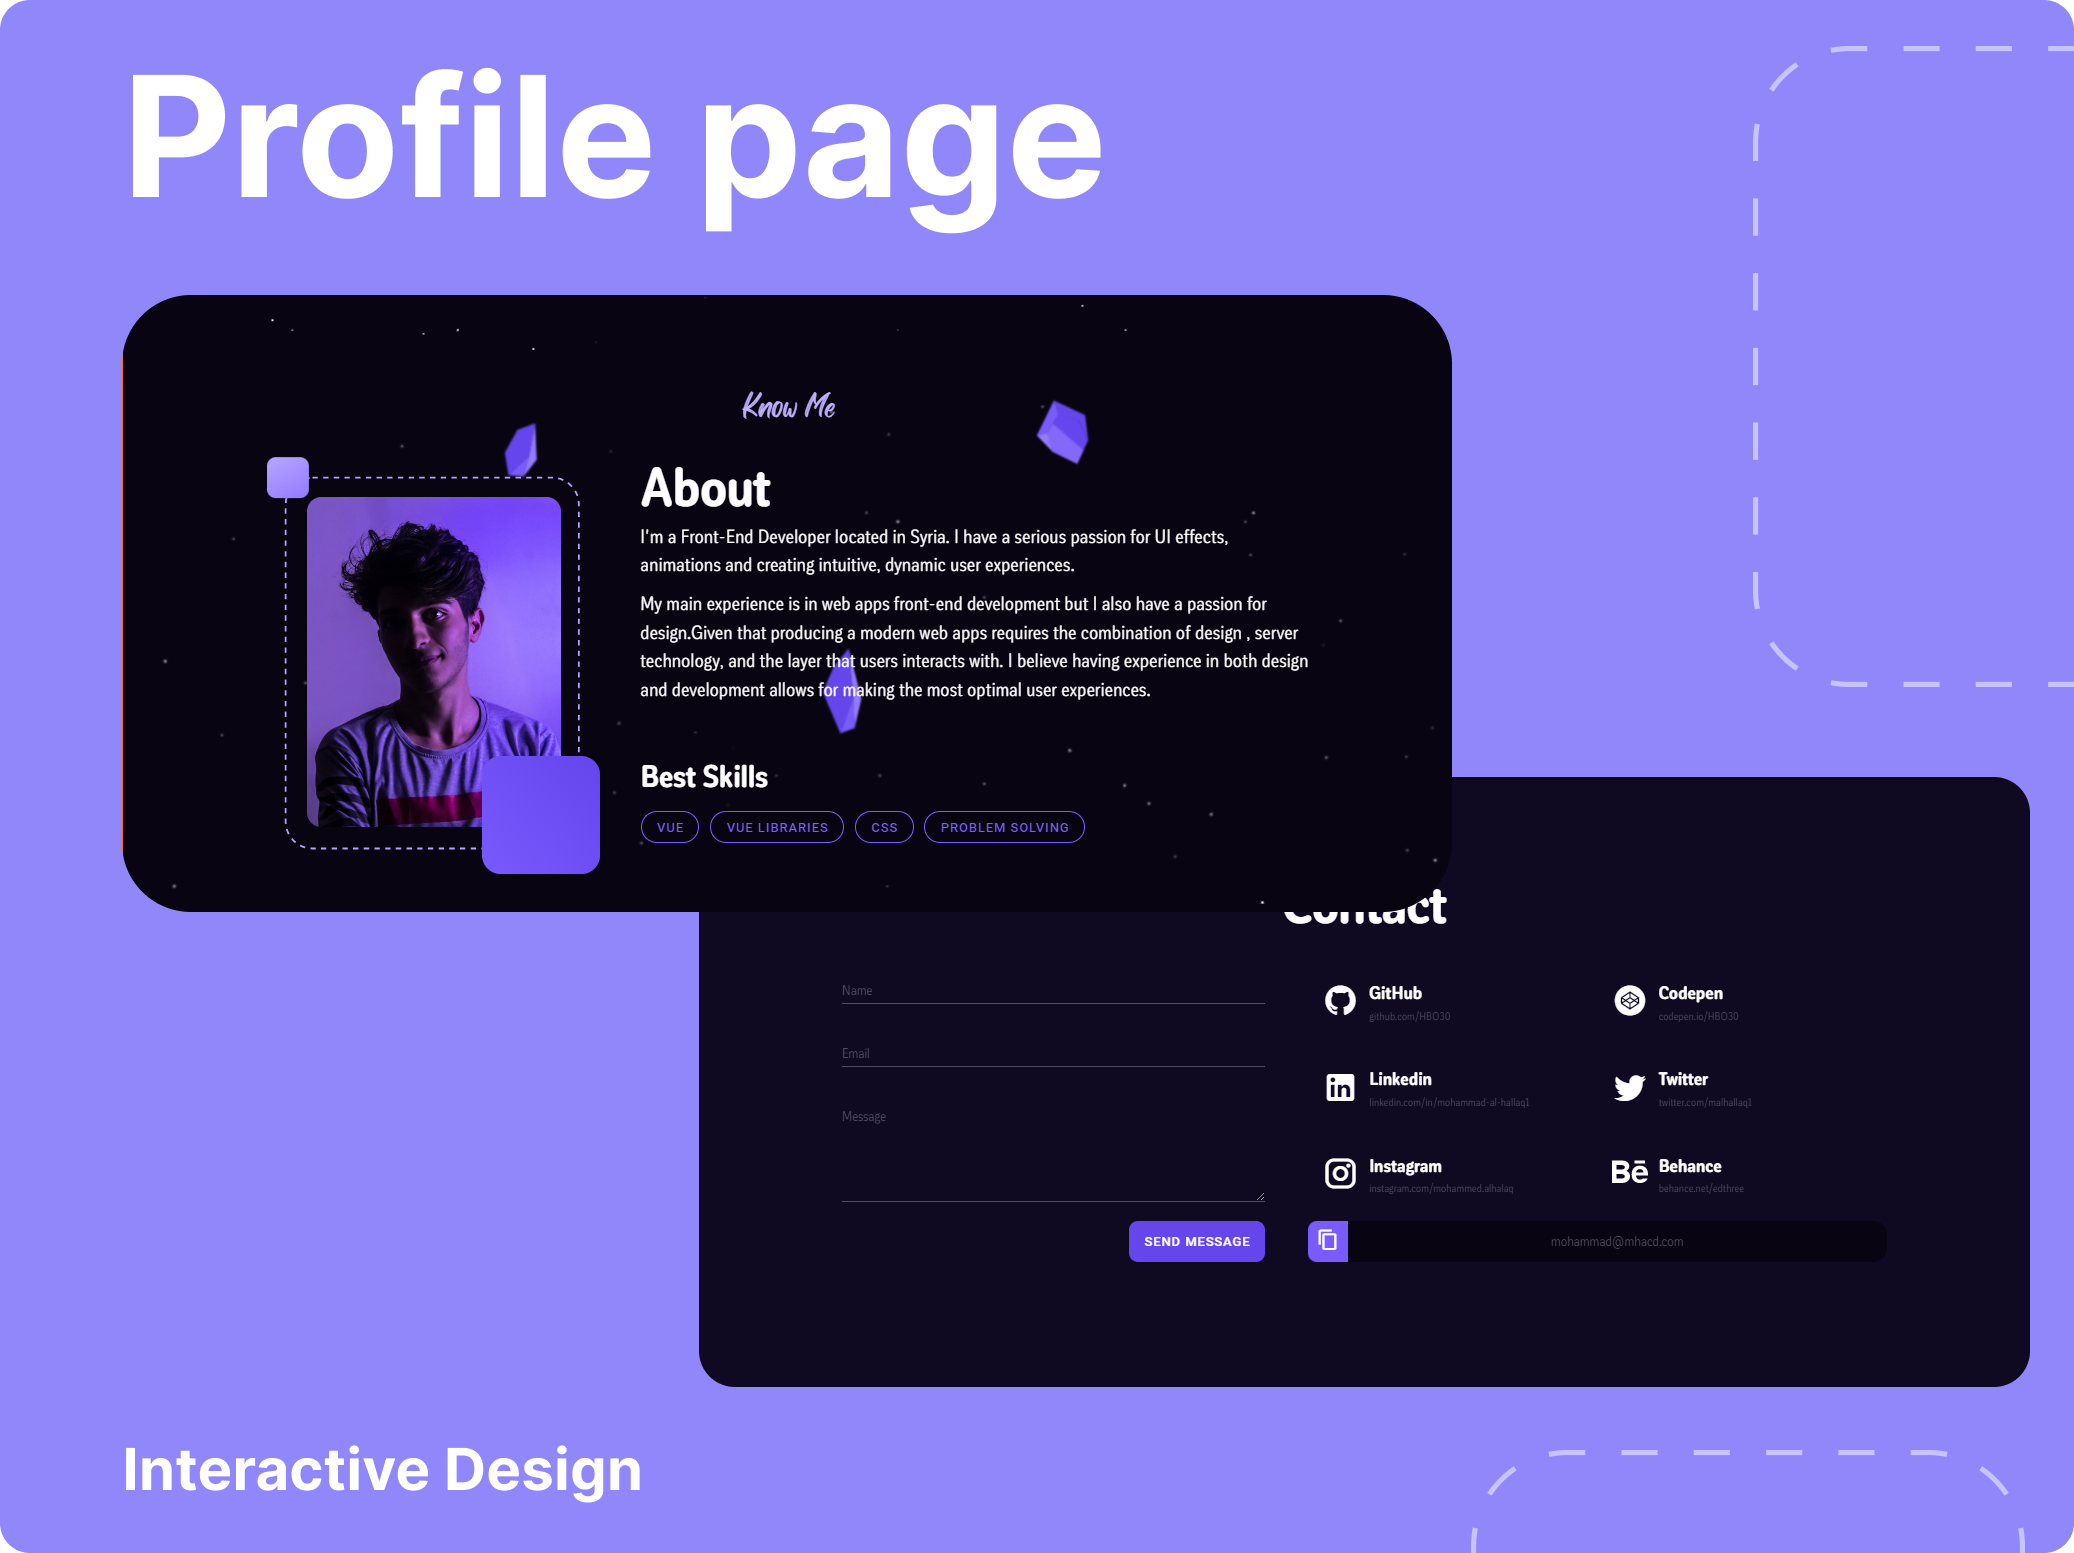 Profile page
Know Me
About
I'm a Front-End Developer located in Syria. I have a serious passion for UI effects,
animations and creating intuitive, dynamic user experiences.
My main experience is in web apps front-end development but I also have a passion for
design.Given that producing a modern web apps requires the combination of design , server
technology, and the layer that users interacts with. I believe having experience in both design
and development allows for making the most optimal user experiences.
Best Skills
VUE
VUE LIBRARIES
CSS
PROBLEM SOLVING
Contact
Name
Email
Message
SEND MESSAGE
GitHub
github.com/HBO30
Codepen
codepen.io/HBO30
Linkedin
linkedin.com/in/mohammad-al-hallaq1
Twitter
twitter.com/malhallaq1
Instagram
instagram.com/mohammed.alhalaq
Bē
Behance
behance.net/edthree
mohammad@mhacd.com
Interactive Design